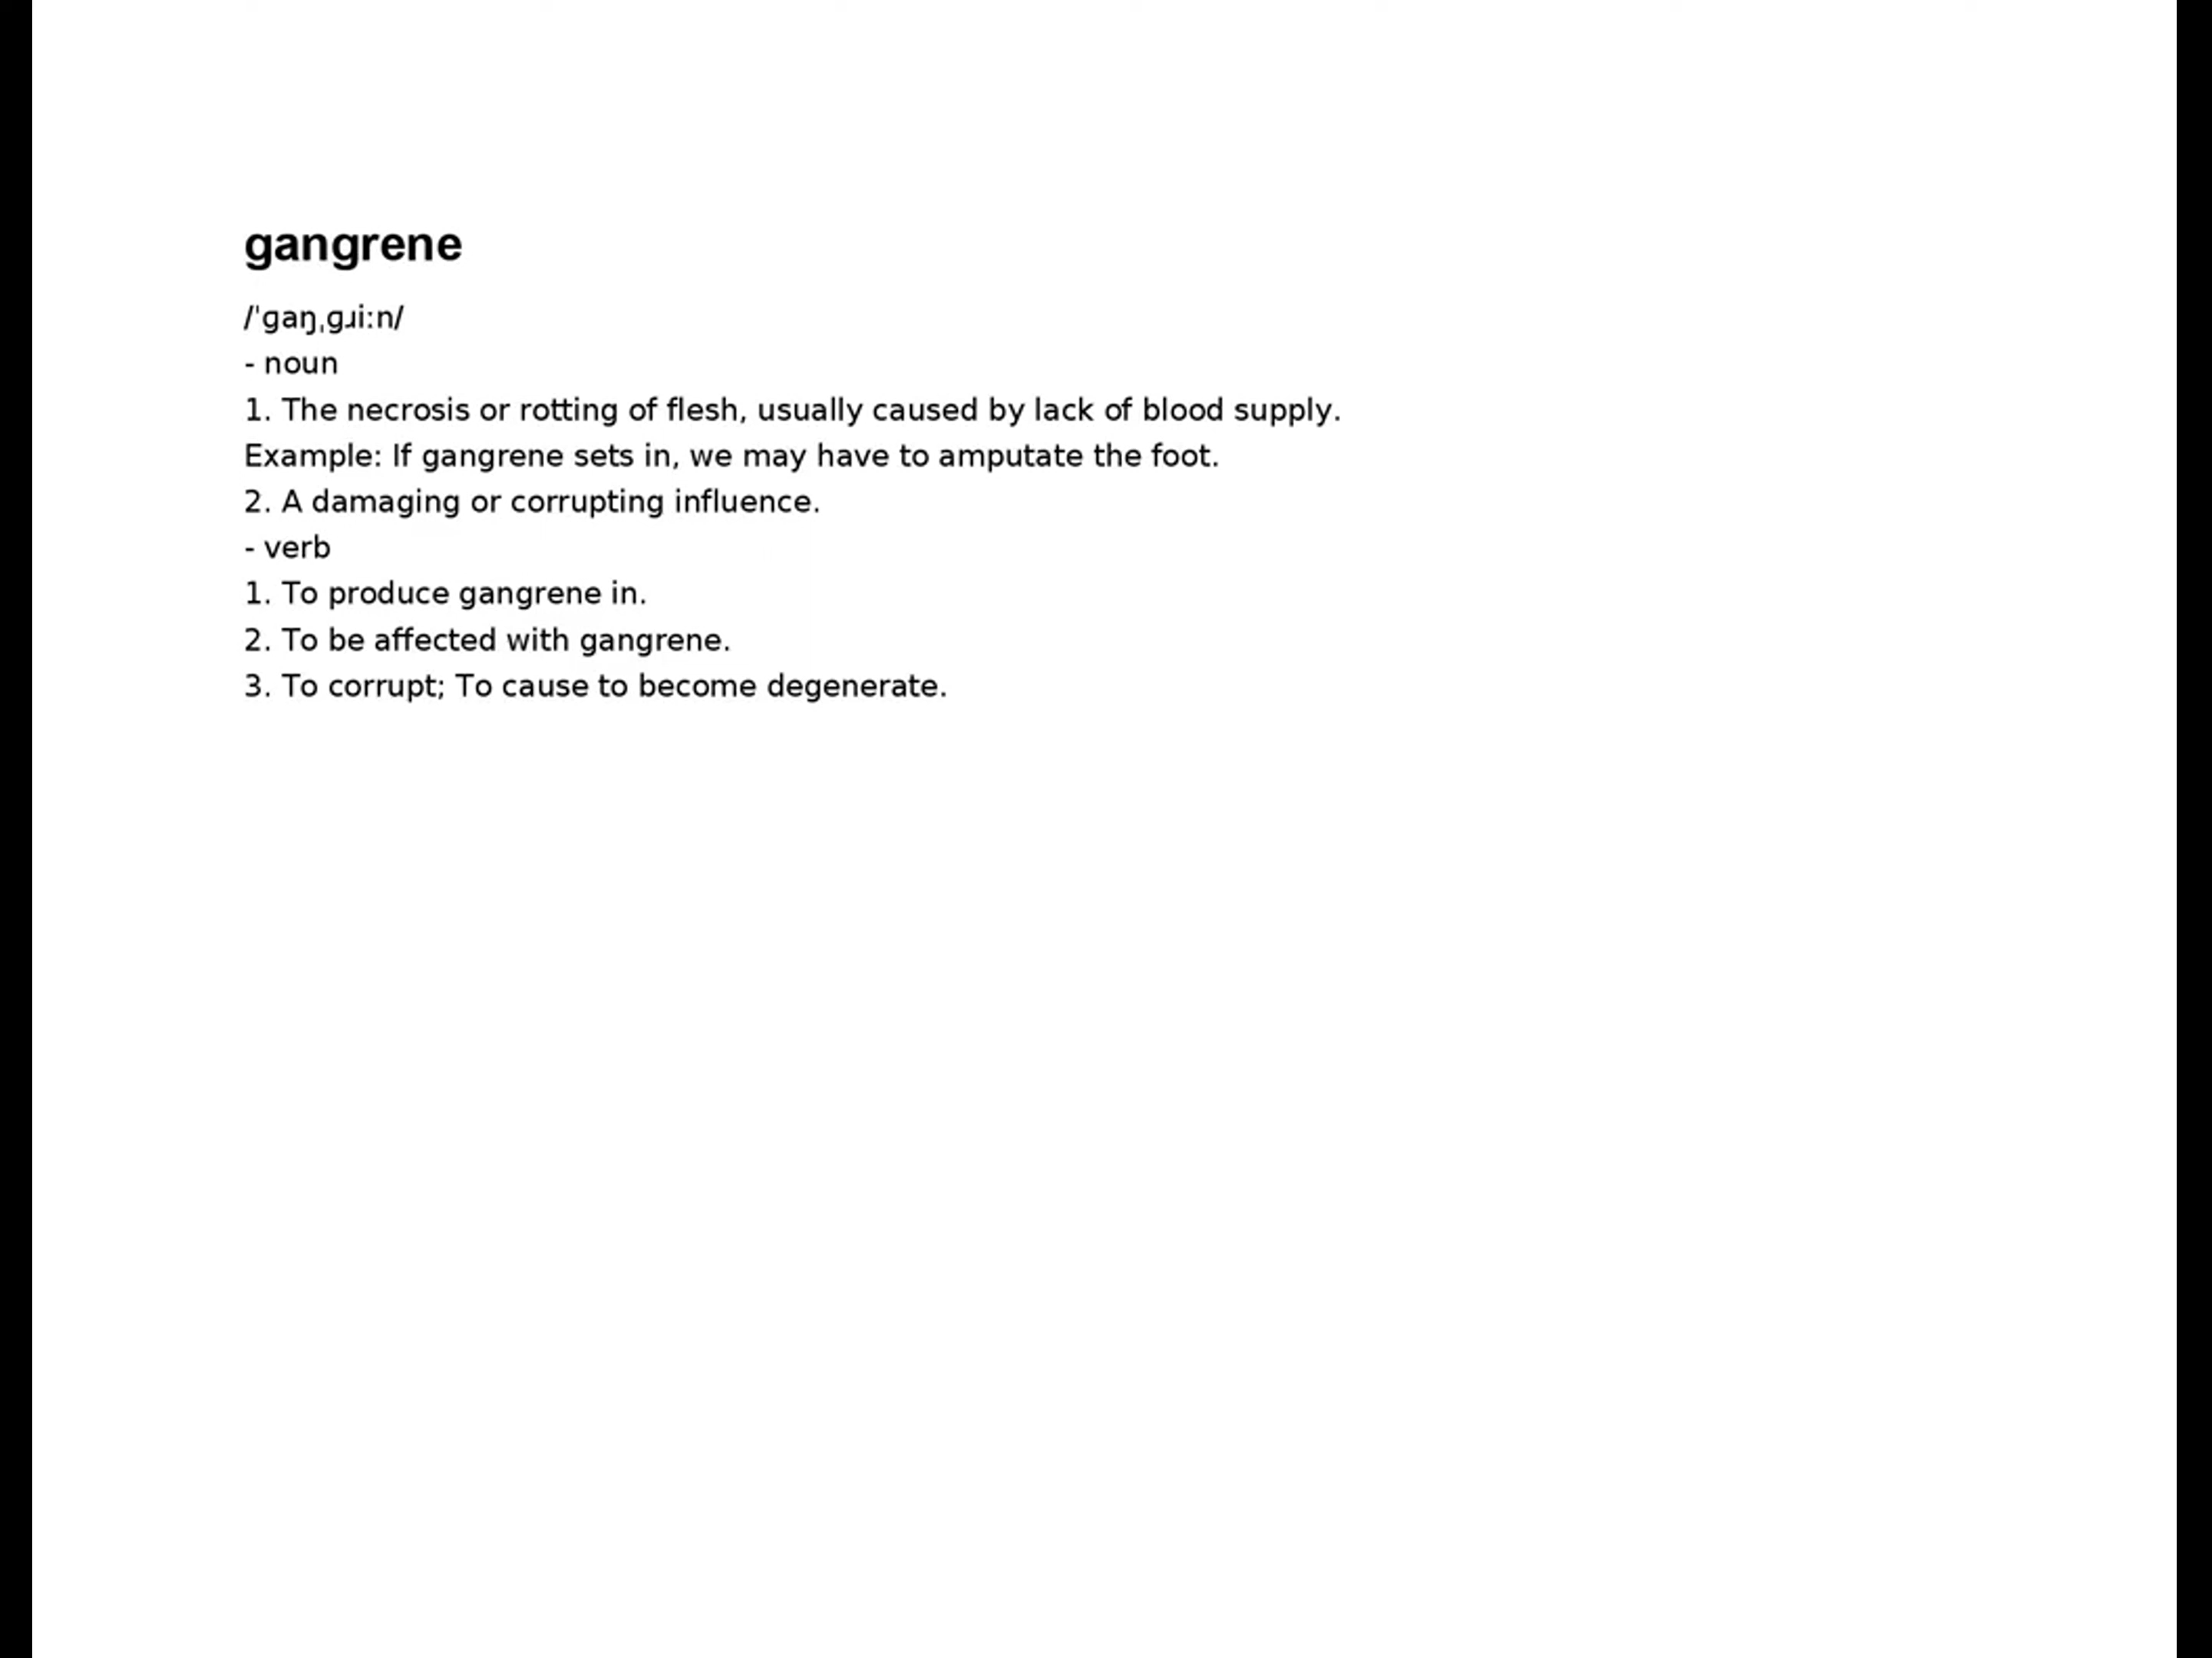 gangrene
/ˈɡaŋˌɡɹiːn/
- noun
1. The necrosis or rotting of flesh, usually caused by lack of blood supply.
Example: If gangrene sets in, we may have to amputate the foot.
2. A damaging or corrupting influence.
- verb
1. To produce gangrene in.
2. To be affected with gangrene.
3. To corrupt; To cause to become degenerate.